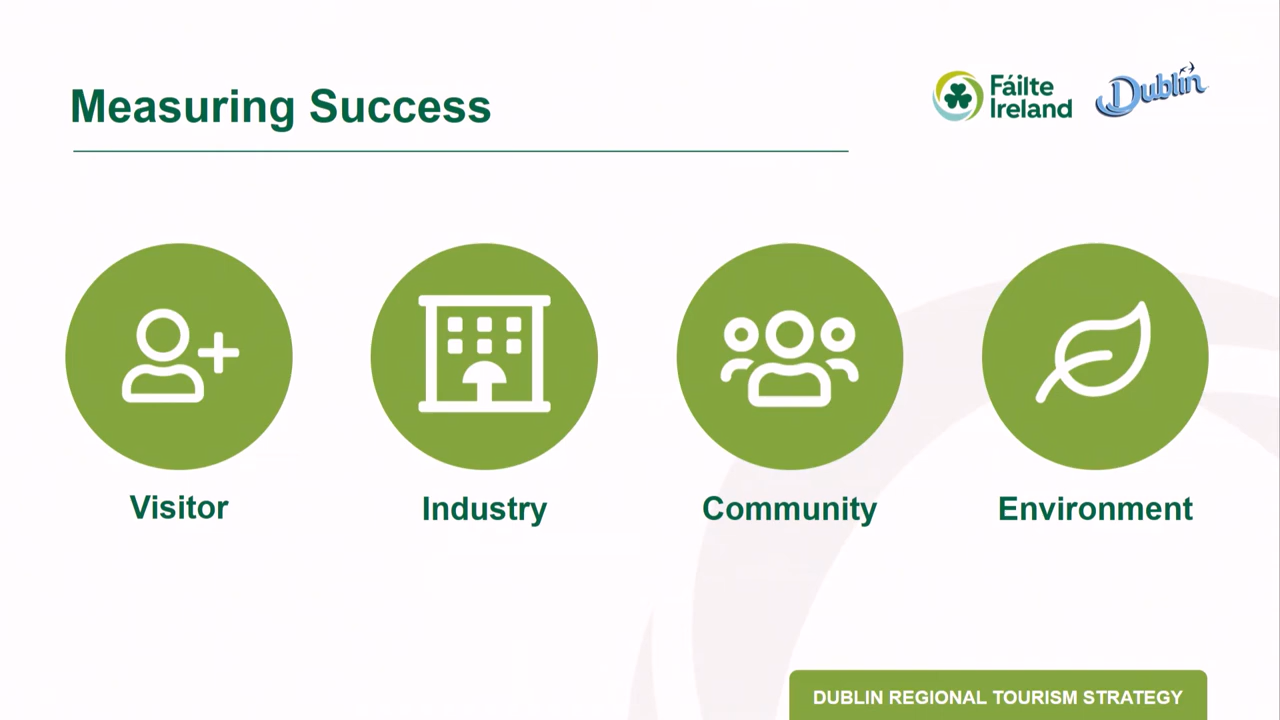 Measuring Success
Fáilte
Ireland
Dublin
Visitor
Industry
Community
Environment
DUBLIN REGIONAL TOURISM STRATEGY